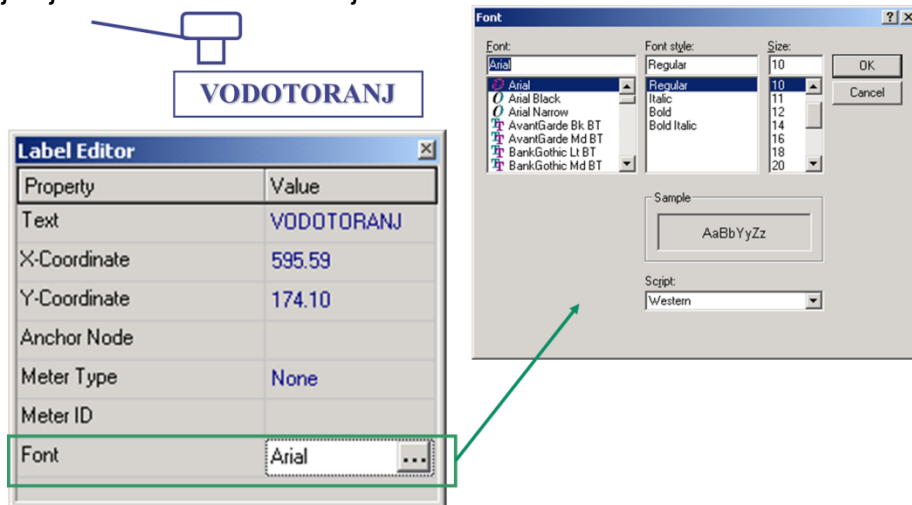 VODOTORANJ
Label Editor
Property Value
Text VODOTORANJ
X-Coordinate 595.59
Y-Coordinate 174.10
Anchor Node
Meter Type None
Meter ID
Font Arial ...
Font
Font: Font style: Size:
Arial Regular 10 OK
Arial Regular 10 Cancel
Arial Black Italic 11
Arial Narrow Bold 12
AvantGarde Bk BT Bold Italic 14
AvantGarde Md BT 16
BankGothic Lt BT 18
BankGothic Md BT 20
Sample
AaBbYyZz
Script:
Western